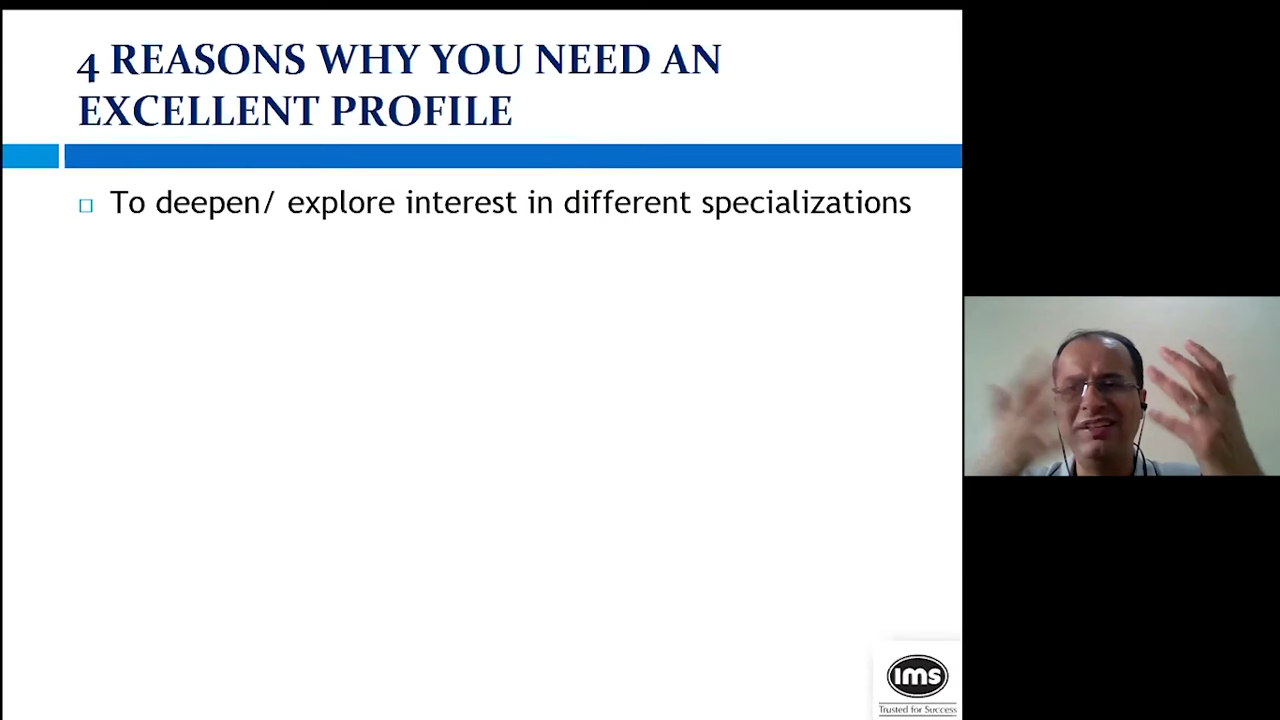 4 REASONS WHY YOU NEED AN
EXCELLENT PROFILE
To deepen/ explore interest in different specializations
ims
Trusted for Success